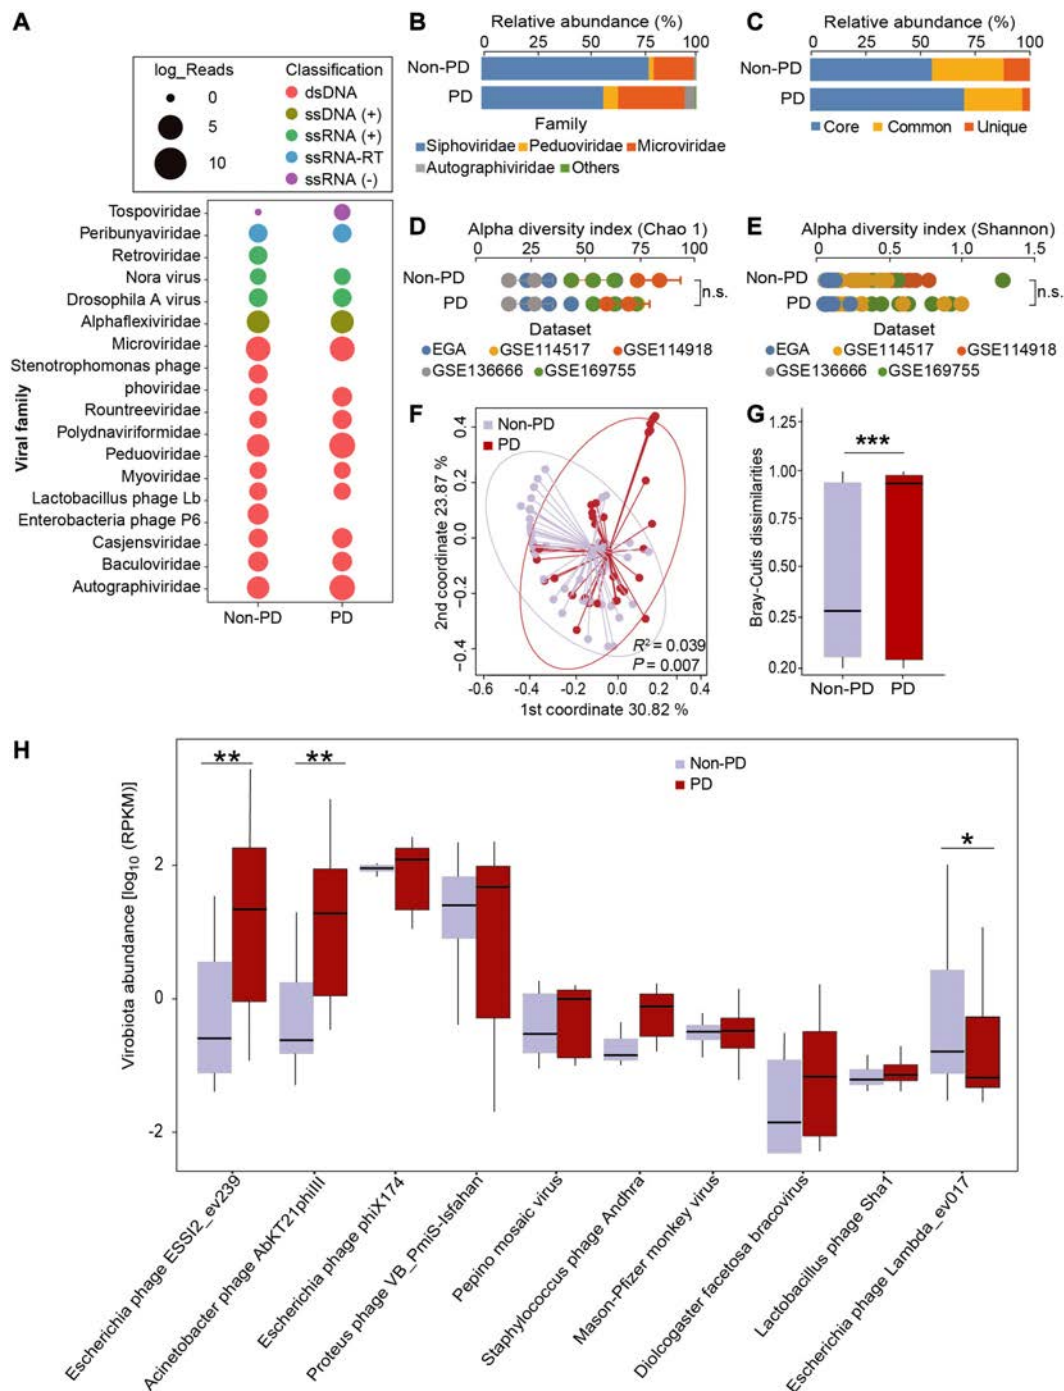 A
log_Reads
0
5
10
Classification
dsDNA
ssDNA (+)
ssRNA (+)
ssRNA-RT
ssRNA (-)
Viral family
Tospoviridae
Peribunyaviridae
Retroviridae
Nora virus
Drosophila A virus
Alphaflexiviridae
Microviridae
Stenotrophomonas phage
phoviridae
Rountreeviridae
Polydnaviriformidae
Peduoviridae
Myoviridae
Lactobacillus phage Lb
Enterobacteria phage P6
Casjensviridae
Baculoviridae
Autographiviridae
Non-PD PD
B
Relative abundance (%)
0 25 50 75 100
Non-PD
PD
Family
Siphoviridae Peduoviridae Microviridae
Autographiviridae Others
C
Relative abundance (%)
0 25 50 75 100
Non-PD
PD
Core Common Unique
D
Alpha diversity index (Chao 1)
0 25 50 75 100
Non-PD
PD
n.s.
Dataset
EGA GSE114517 GSE114918
GSE136666 GSE169755
E
Alpha diversity index (Shannon)
0.0 0.5 1.0 1.5
Non-PD
PD
n.s.
Dataset
EGA GSE114517 GSE114918
GSE136666 GSE169755
F
Non-PD
PD
2nd coordinate 23.87 %
0.4
0.2
0.0
−0.2
−0.4
R² = 0.039
P = 0.007
-0.6 -0.4 -0.2 0.0 0.2 0.4
1st coordinate 30.82 %
G
Bray-Cutis dissimilarities
1.25
1.00
0.75
0.50
0.25
0.20
***
Non-PD PD
H
Virobiota abundance [log₁₀ (RPKM)]
2
0
-2
** ** *
Non-PD
PD
Escherichia phage ESSI2_ev239
Acinetobacter phage AbKT21phiIII
Escherichia phage phiX174
Proteus phage VB_PmiS-Isfahan
Pepino mosaic virus
Staphylococcus phage Andhra
Mason-Pfizer monkey virus
Diolcogaster facetosa bracovirus
Lactobacillus phage Sha1
Escherichia phage Lambda_ev017